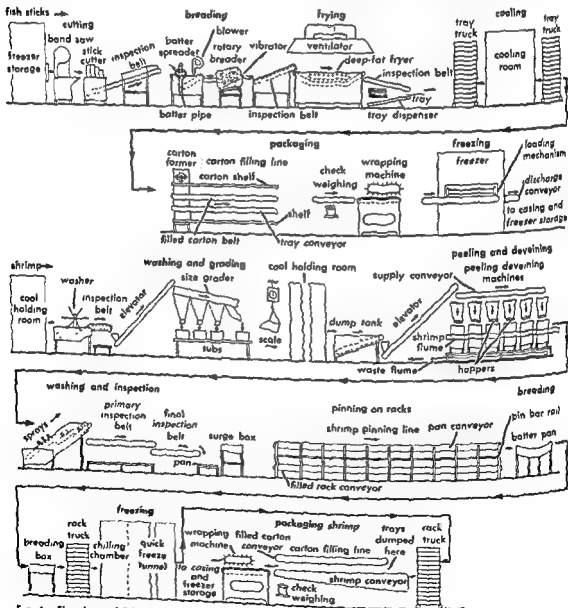 fish sticks
cutting
band saw
stick cutter
inspection belt
freezer storage
breading
batter spreader
blower
rotary breader
vibrator
batter pipe
frying
ventilator
deep-fat fryer
inspection belt
inspection belt
tray
tray dispenser
tray truck
cooling
cooling room
tray truck
packaging
carton former
carton filling line
carton shelf
shelf
filled carton belt
tray conveyor
check weighing
wrapping machine
freezing
freezer
loading mechanism
discharge conveyor
to casing and freezer storage
shrimp
cool holding room
washer
inspection belt
elevator
washing and grading
size grader
tubs
scale
cool holding room
dump tank
elevator
supply conveyor
peeling and deveining
peeling deveining machines
shrimp flume
waste flume
hoppers
washing and inspection
sprays
primary inspection belt
final inspection belt
pan
surge box
pinning on racks
shrimp pinning line
pan conveyor
filled rack conveyor
pin bar rail
breading
batter pan
breading box
rack truck
freezing
chilling chamber
quick freeze tunnel
packaging shrimp
to casing and freezer storage
wrapping machine
filled carton conveyor
carton filling line
trays dumped here
rack truck
shrimp conveyor
check weighing